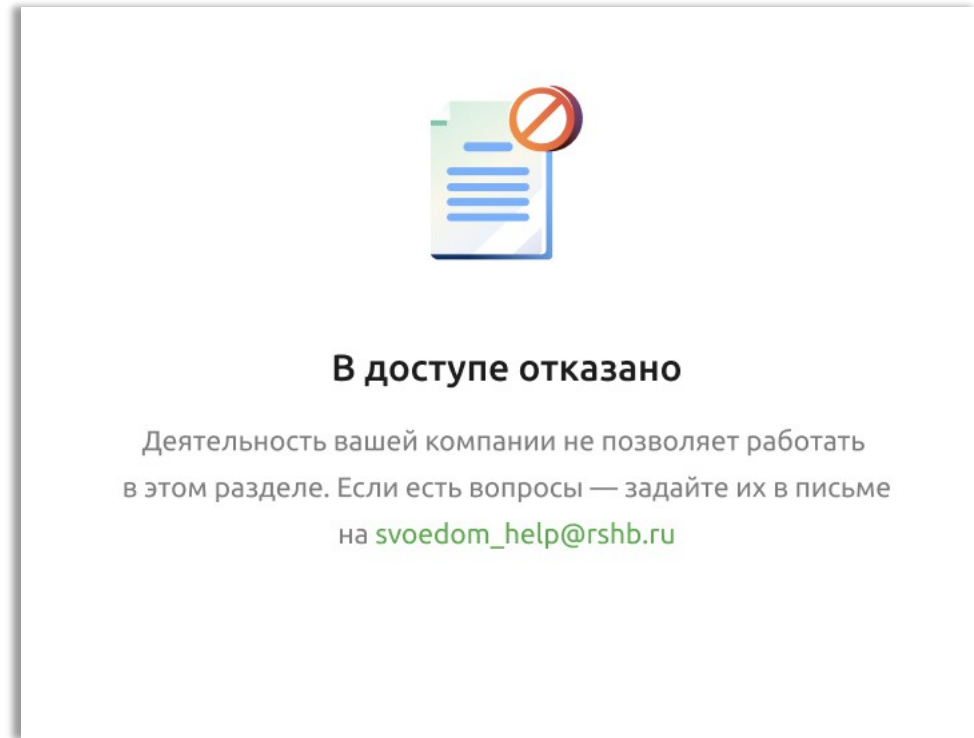 В доступе отказано
Деятельность вашей компании не позволяет работать
в этом разделе. Если есть вопросы — задайте их в письме
на svoedom_help@rshb.ru